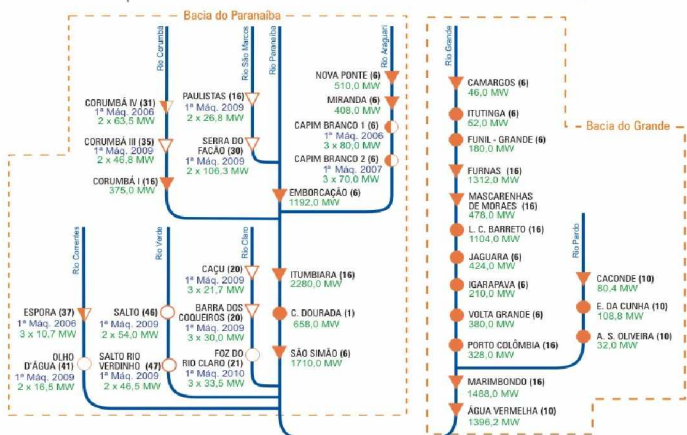 Bacia do Paranaíba
Rio Corumbá
Rio São Marcos
Rio Paranaíba
Rio Araguari
CORUMBÁ IV (31)
1ª Máq. 2006
2 x 63,5 MW
CORUMBÁ III (35)
1ª Máq. 2009
2 x 46,8 MW
CORUMBÁ I (16)
375,0 MW
PAULISTAS (16)
1ª Máq. 2009
2 x 26,8 MW
SERRA DO
FACÃO (30)
1ª Máq. 2009
2 x 106,3 MW
NOVA PONTE (6)
510,0 MW
MIRANDA (6)
408,0 MW
CAPIM BRANCO 1 (6)
1ª Máq. 2006
3 x 80,0 MW
CAPIM BRANCO 2 (6)
1ª Máq. 2007
3 x 70,0 MW
EMBORCAÇÃO (6)
1192,0 MW
Rio Correntes
Rio Verde
Rio Claro
ESPORA (37)
1ª Máq. 2006
3 x 10,7 MW
OLHO
D'ÁGUA (41)
1ª Máq. 2009
2 x 16,5 MW
SALTO (46)
1ª Máq. 2009
2 x 54,0 MW
SALTO RIO
VERDINHO (47)
1ª Máq. 2009
2 x 46,5 MW
CAÇU (20)
1ª Máq. 2009
3 x 21,7 MW
BARRA DOS
COQUEIROS (20)
1ª Máq. 2009
3 x 30,0 MW
FOZ DO
RIO CLARO (21)
1ª Máq. 2010
3 x 33,5 MW
ITUMBIARA (16)
2280,0 MW
C. DOURADA (1)
658,0 MW
SÃO SIMÃO (6)
1710,0 MW
Bacia do Grande
Rio Grande
CAMARGOS (6)
46,0 MW
ITUTINGA (6)
52,0 MW
FUNIL - GRANDE (6)
180,0 MW
FURNAS (16)
1312,0 MW
MASCARENHAS
DE MORAES (16)
478,0 MW
L. C. BARRETO (16)
1104,0 MW
JAGUARA (6)
424,0 MW
IGARAPAVA (6)
210,0 MW
VOLTA GRANDE (6)
380,0 MW
PORTO COLÔMBIA (16)
328,0 MW
MARIMBONDO (16)
1488,0 MW
ÁGUA VERMELHA (10)
1396,2 MW
Rio Pardo
CACONDE (10)
80,4 MW
E. DA CUNHA (10)
108,8 MW
A. S. OLIVEIRA (10)
32,0 MW